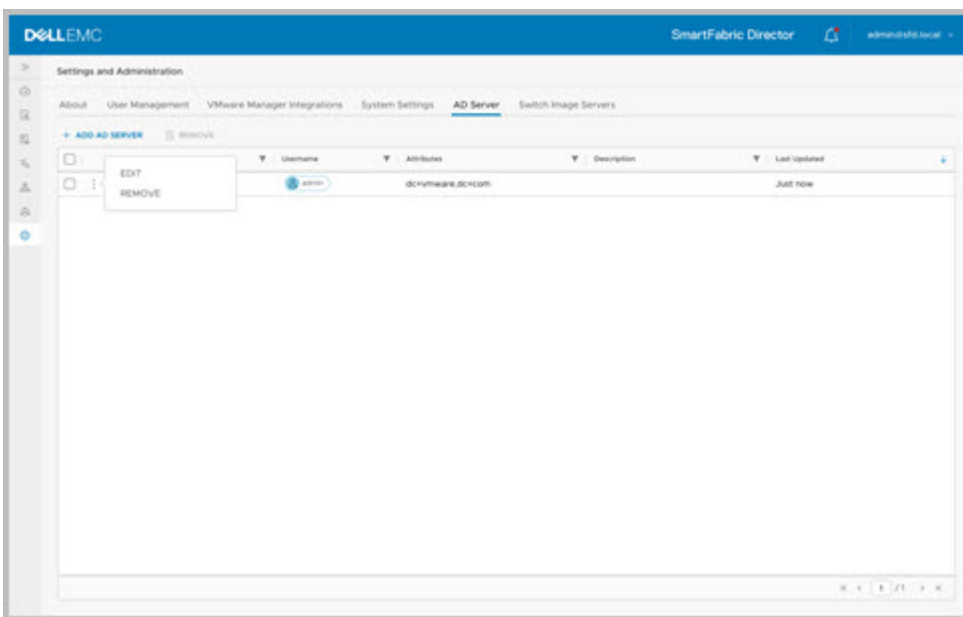 DELLEMC SmartFabric Director admin@sfd.local
Settings and Administration
About User Management VMware Manager Integrations System Settings AD Server Switch Image Servers
+ ADD AD SERVER REMOVE
Username Attributes Description Last Updated
EDIT
admin dc=vmware,dc=com Just now
REMOVE
1 / 1